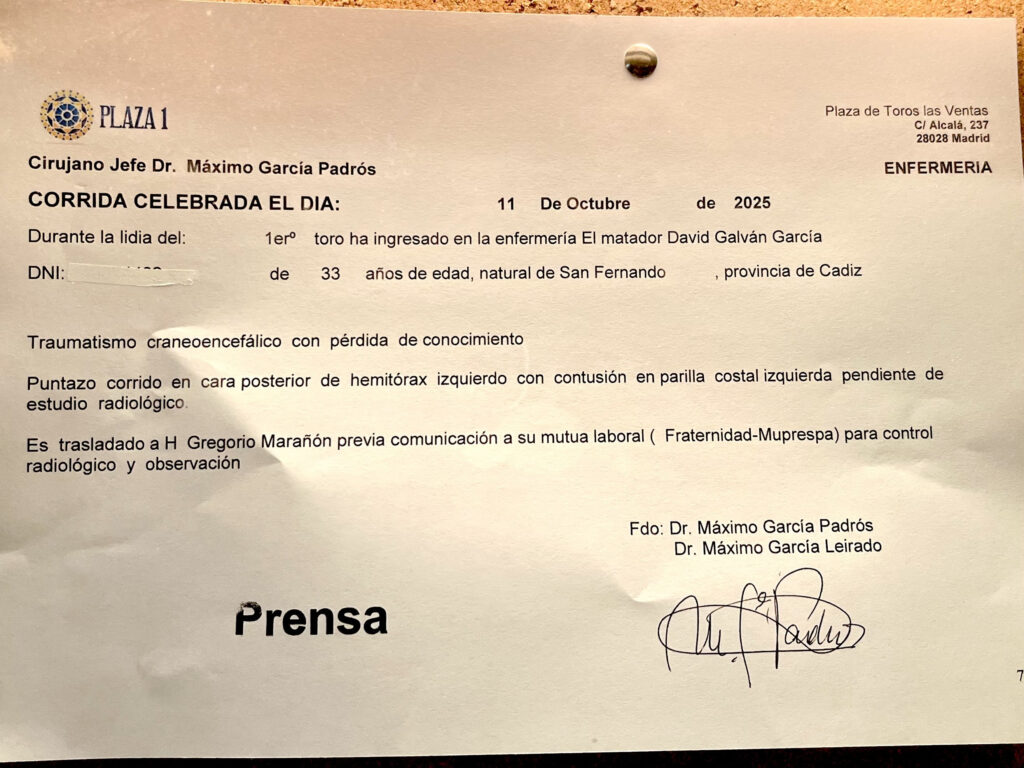 PLAZA 1
Plaza de Toros las Ventas
C/ Alcalá, 237
28028 Madrid
Cirujano Jefe Dr. Máximo García Padrós
ENFERMERIA
CORRIDA CELEBRADA EL DIA: 11 De Octubre de 2025
Durante la lidia del: 1erº toro ha ingresado en la enfermería El matador David Galván García
DNI: de 33 años de edad, natural de San Fernando , provincia de Cadiz
Traumatismo craneoencefálico con pérdida de conocimiento
Puntazo corrido en cara posterior de hemitórax izquierdo con contusión en parilla costal izquierda pendiente de
estudio radiológico.
Es trasladado a H Gregorio Marañón previa comunicación a su mutua laboral ( Fraternidad-Muprespa) para control
radiológico y observación
Fdo: Dr. Máximo García Padrós
Dr. Máximo García Leirado
Prensa
7